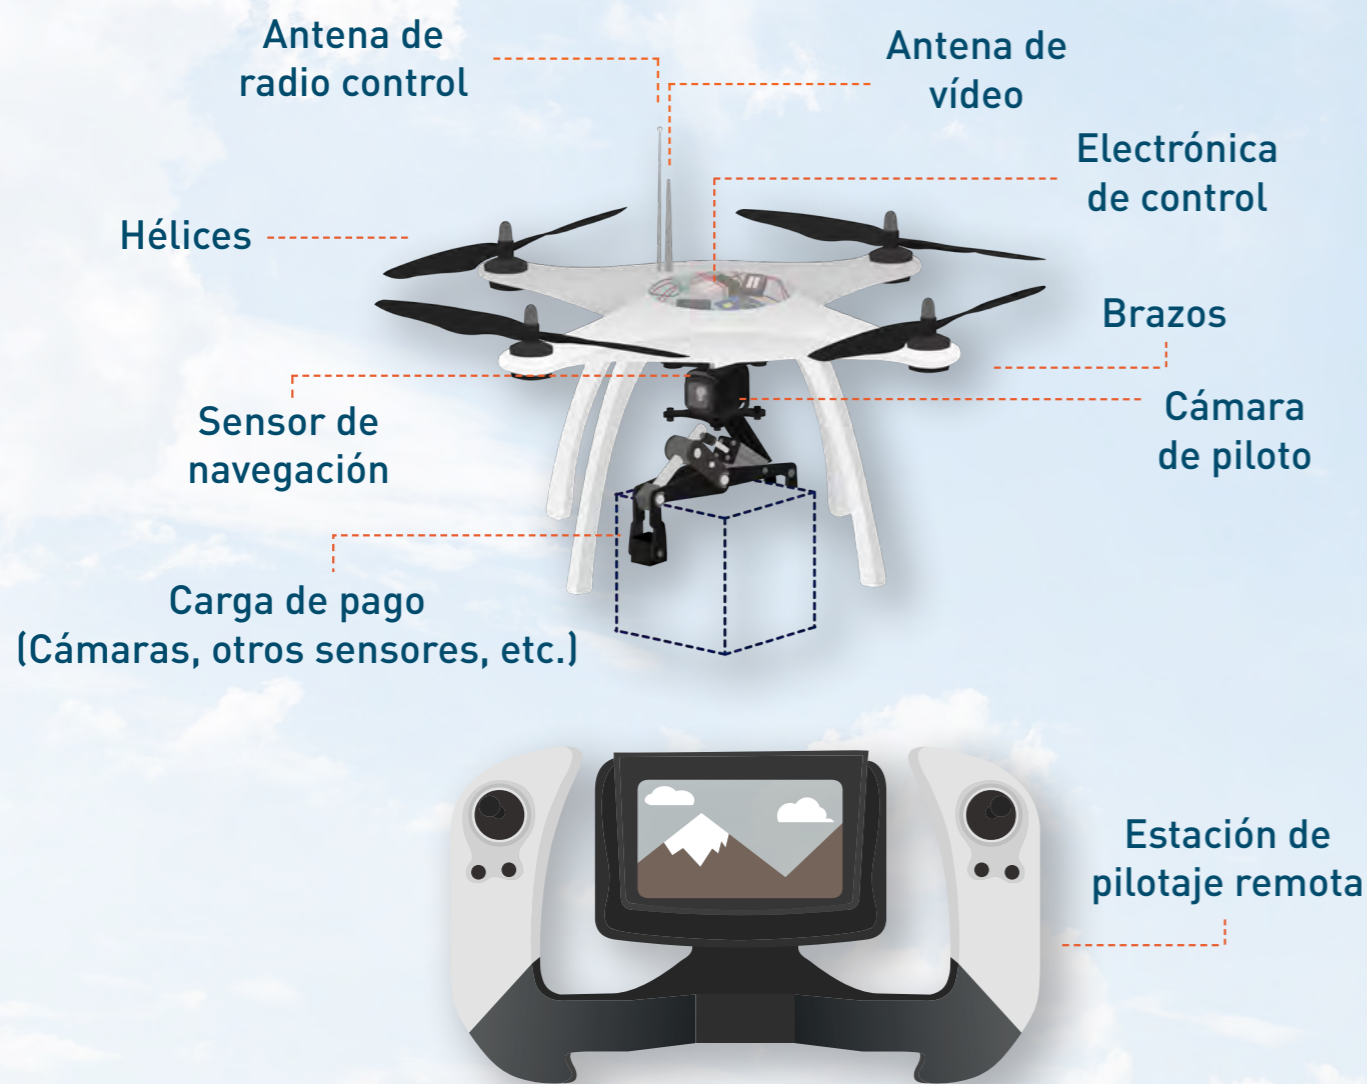 Antena de
radio control
Antena de
vídeo
Electrónica
de control
Hélices
Brazos
Sensor de
navegación
Cámara
de piloto
Carga de pago
(Cámaras, otros sensores, etc.)
Estación de
pilotaje remota